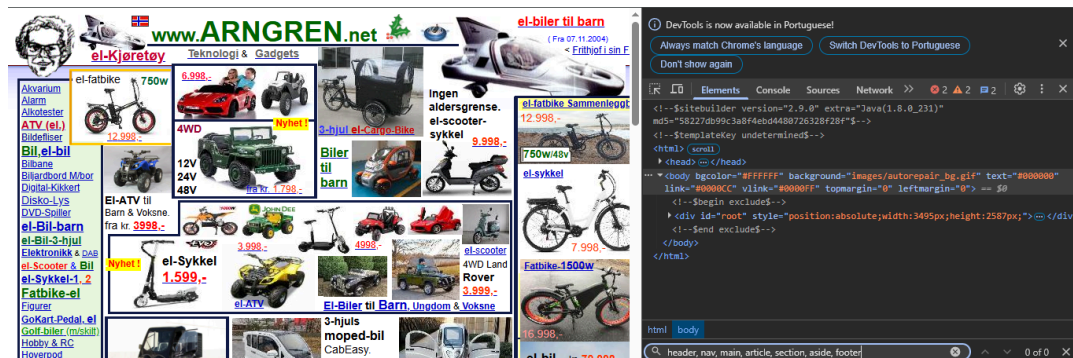 www.ARNGREN.net
el-biler til barn
( Fra 07.11.2004)
< Frithjof i sin F
el-Kjøretøy
Teknologi & Gadgets
Akvarium
Alarm
Alkotester
ATV (el.)
Bildefliser
Bil,el-bil
Bilbane
Biljardbord M/bor
Digital-Kikkert
Disko-Lys
DVD-Spiller
el-Bil-barn
el-Bil-3-hjul
Elektronikk & DAB
el-Scooter & Bil
el-Sykkel-1, 2
Fatbike-el
Figurer
GoKart-Pedal, el
Golf-biler (m/skilt)
Hobby & RC
Hoverpod
el-fatbike 750w
12.998,-
6.998,-
Nyhet !
4WD
12V
24V
48V
fra kr. 1.798,-
3-hjul el-Cargo-Bike
Biler
til
barn
Ingen
aldersgrense.
el-scooter-
sykkel
9.998,-
el-fatbike Sammenleggb
12.998,-
750w/48v
el-sykkel
7.998,-
El-ATV til
Barn & Voksne.
fra kr. 3998,-
Nyhet !
EVO
el-Sykkel
1.599,-
JOHN DEERE
3.998,-
el-ATV
4998,-
el-scooter
4WD Land
Rover
3.999,-
El-Biler til Barn, Ungdom & Voksne
Fatbike-1500w
16.998,-
3-hjuls
moped-bil
CabEasy.
DevTools is now available in Portuguese!
Always match Chrome's language
Switch DevTools to Portuguese
Don't show again
Elements
Console
Sources
Network
2
2
2
<!--$sitebuilder version="2.9.0" extra="Java(1.8.0_231)"
md5="58227db99c3a8f4ebd4480726328f28f"$-->
<!--$templateKey undetermined$-->
<html> scroll
<head> </head>
<body bgcolor="#FFFFFF" background="images/autorepair_bg.gif" text="#000000"
link="#0000CC" vlink="#0000FF" topmargin="0" leftmargin="0"> == $0
<!--$begin exclude$-->
<div id="root" style="position:absolute;width:3495px;height:2587px;"> </div
<!--$end exclude$-->
</body>
</html>
html
body
header, nav, main, article, section, aside, footer
0 of 0